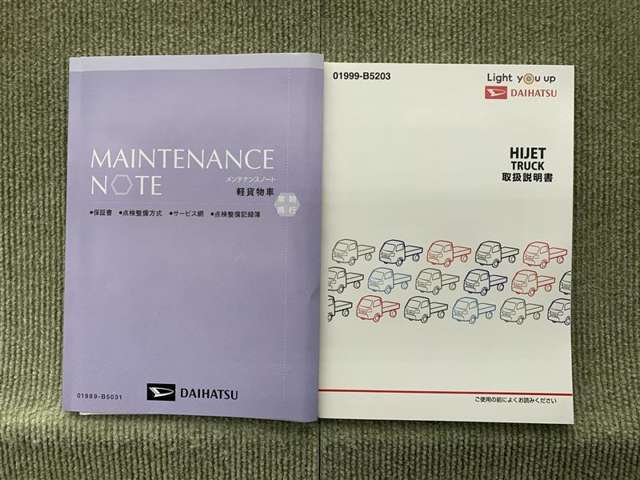 MAINTENANCE
NOTE
メンテナンスノート
軽貨物車
●保証書 ●点検整備方式 ●サービス網 ●点検整備記録簿
01999-B5031
DAIHATSU
01999-B5203
Light you up
DAIHATSU
HIJET
TRUCK
取扱説明書
ご使用の前によくお読みください